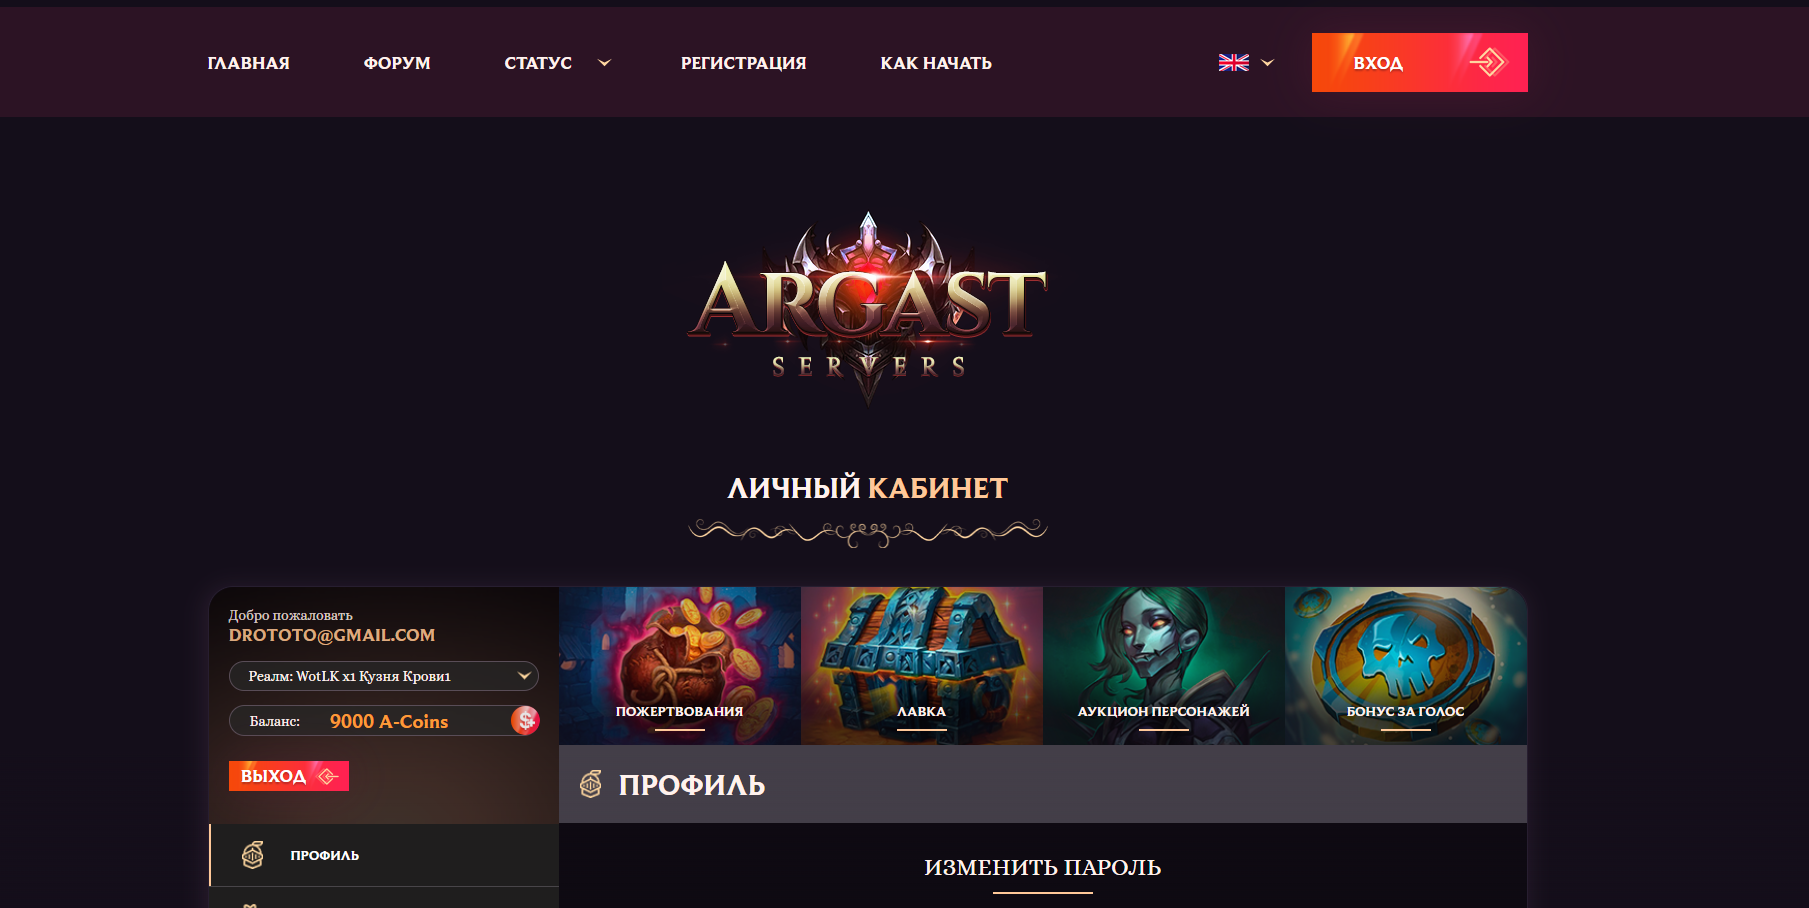 ГЛАВНАЯ
ФОРУМ
СТАТУС
РЕГИСТРАЦИЯ
КАК НАЧАТЬ
ВХОД
ARGAST
SERVERS
ЛИЧНЫЙ КАБИНЕТ
Добро пожаловать
DROTOTO@GMAIL.COM
Реалм: WotLK x1 Кузня Крови1
Баланс: 9000 A-Coins
ВЫХОД
ПРОФИЛЬ
ПОЖЕРТВОВАНИЯ
ЛАВКА
АУКЦИОН ПЕРСОНАЖЕЙ
БОНУС ЗА ГОЛОС
ПРОФИЛЬ
ИЗМЕНИТЬ ПАРОЛЬ